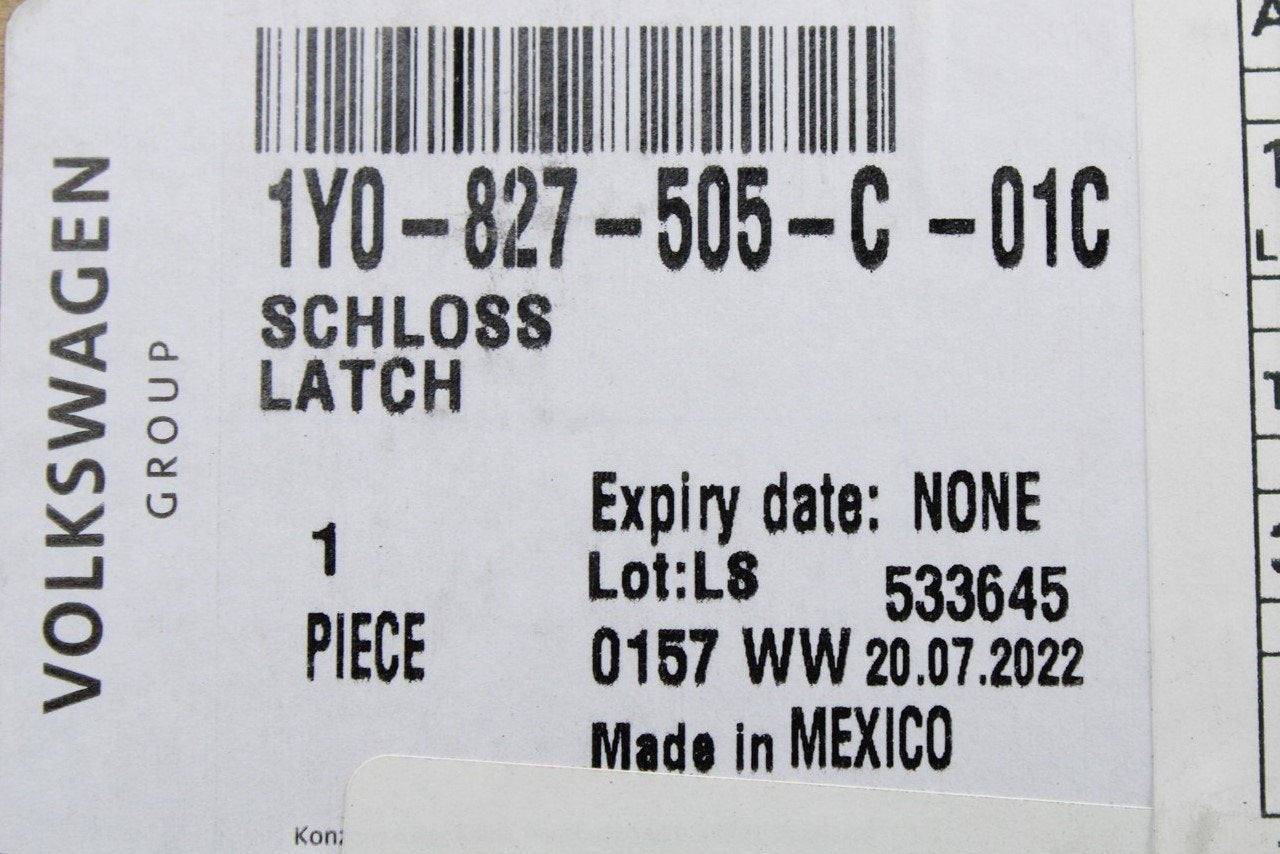 VOLKSWAGEN
GROUP
1Y0-827-505-C -01C
SCHLOSS
LATCH
1
PIECE
Expiry date: NONE
Lot:LS 533645
0157 WW 20.07.2022
Made in MEXICO